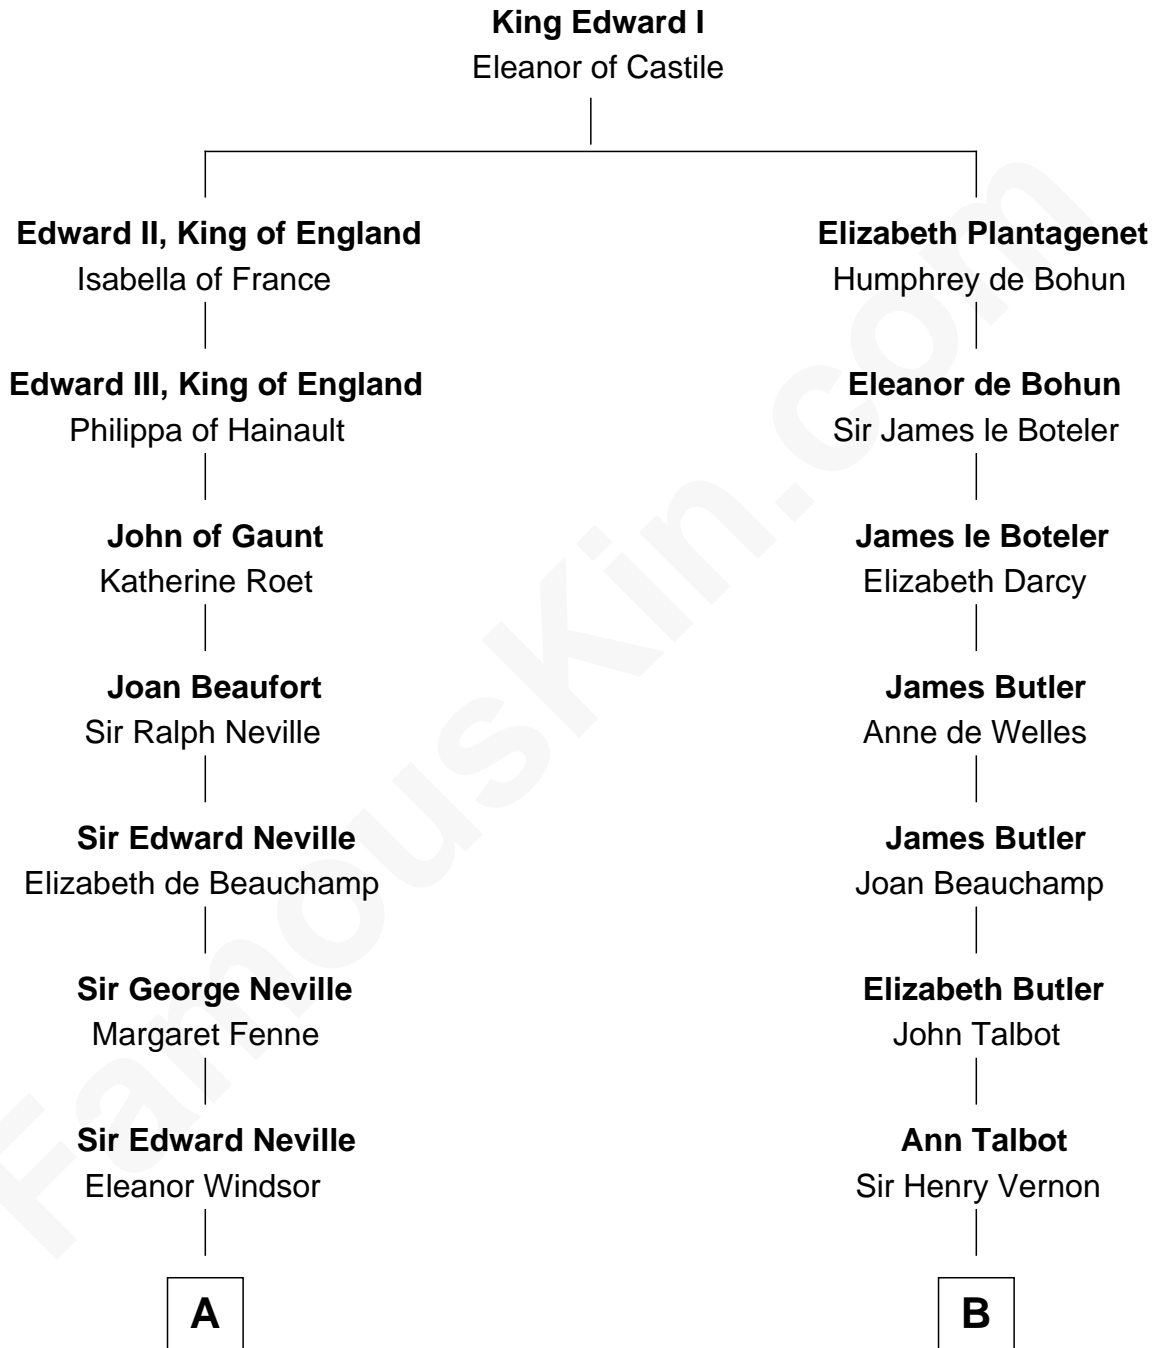 King Edward I
Eleanor of Castile
Edward II, King of England
Isabella of France
Elizabeth Plantagenet
Humphrey de Bohun
Edward III, King of England
Philippa of Hainault
Eleanor de Bohun
Sir James le Boteler
John of Gaunt
Katherine Roet
James le Boteler
Elizabeth Darcy
Joan Beaufort
Sir Ralph Neville
James Butler
Anne de Welles
Sir Edward Neville
Elizabeth de Beauchamp
James Butler
Joan Beauchamp
Sir George Neville
Margaret Fenne
Elizabeth Butler
John Talbot
Sir Edward Neville
Eleanor Windsor
Ann Talbot
Sir Henry Vernon
A
B
FamousKin.com